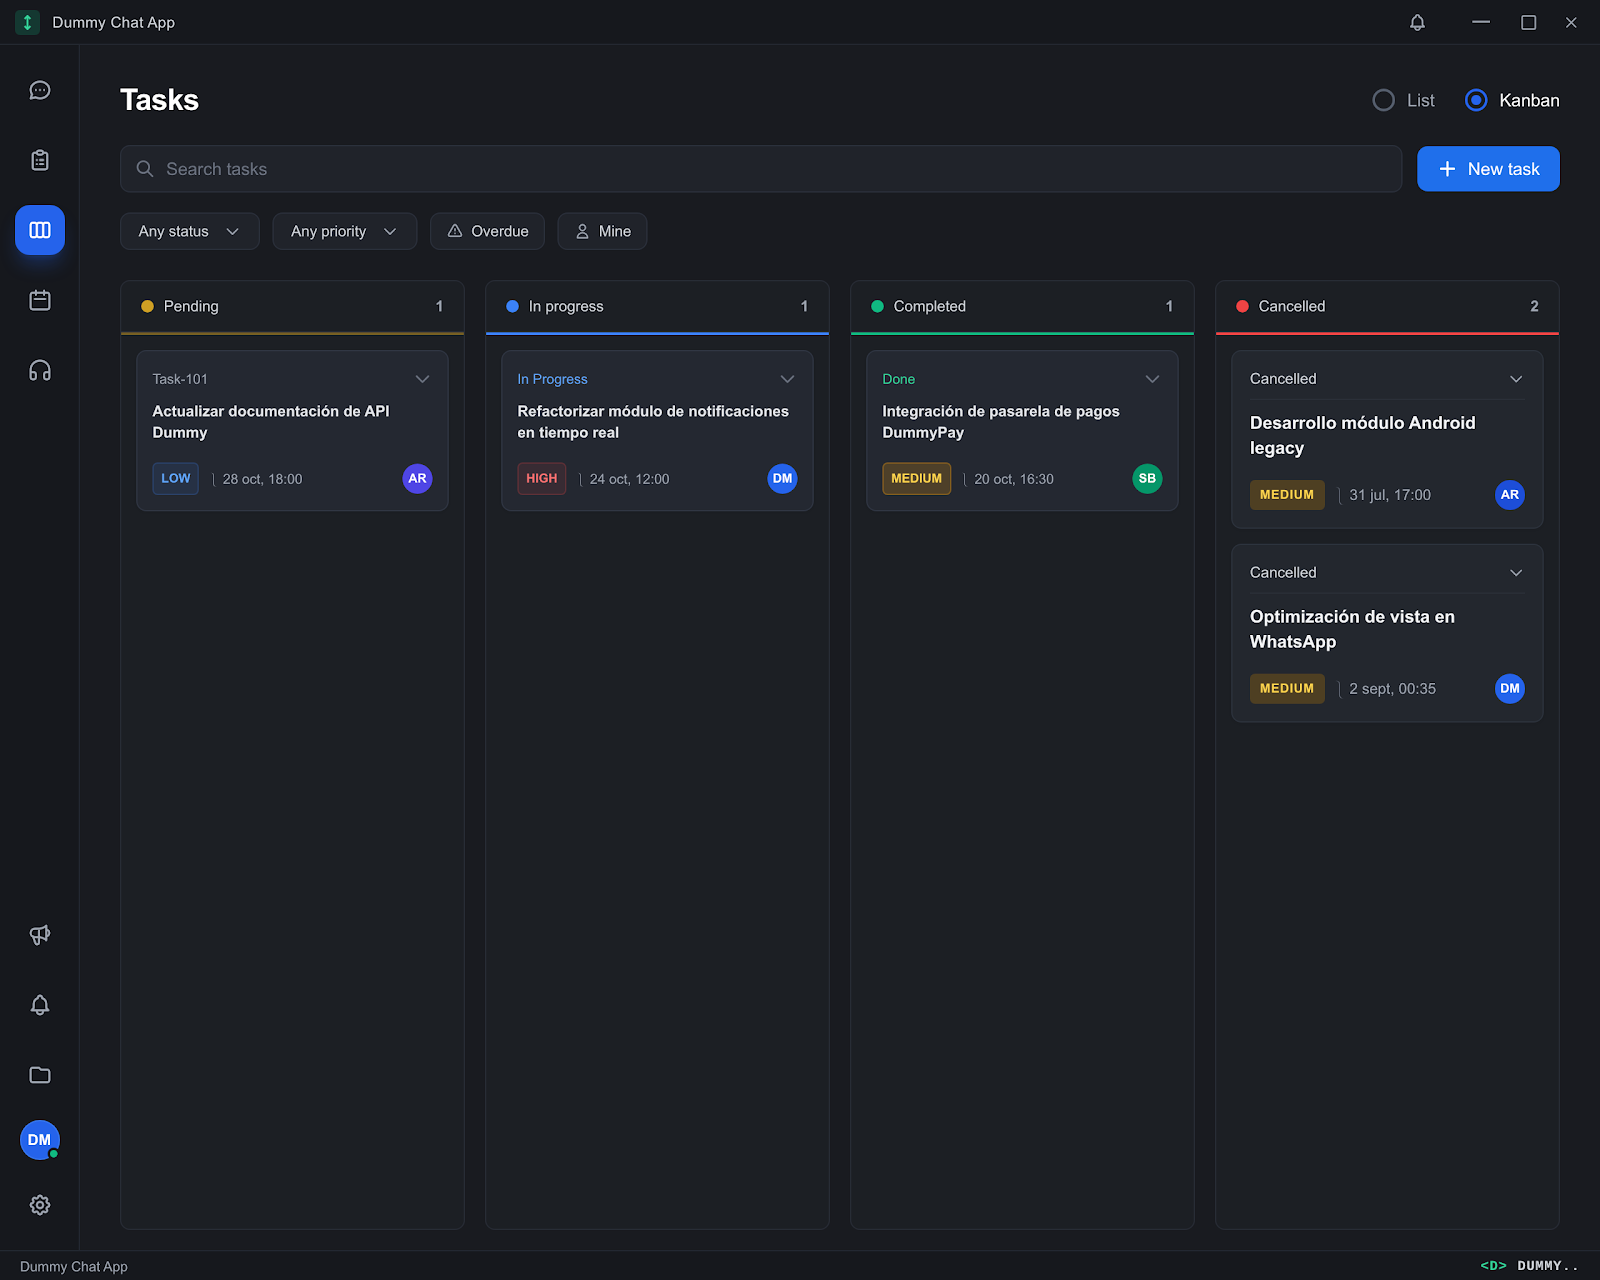 Dummy Chat App
Tasks
List
Kanban
Search tasks
New task
Any status
Any priority
Overdue
Mine
Pending
1
Task-101
Actualizar documentación de API
Dummy
LOW
28 oct, 18:00
AR
In progress
1
In Progress
Refactorizar módulo de notificaciones
en tiempo real
HIGH
24 oct, 12:00
DM
Completed
1
Done
Integración de pasarela de pagos
DummyPay
MEDIUM
20 oct, 16:30
SB
Cancelled
2
Cancelled
Desarrollo módulo Android
legacy
MEDIUM
31 jul, 17:00
AR
Cancelled
Optimización de vista en
WhatsApp
MEDIUM
2 sept, 00:35
DM
DM
Dummy Chat App
<D> DUMMY..